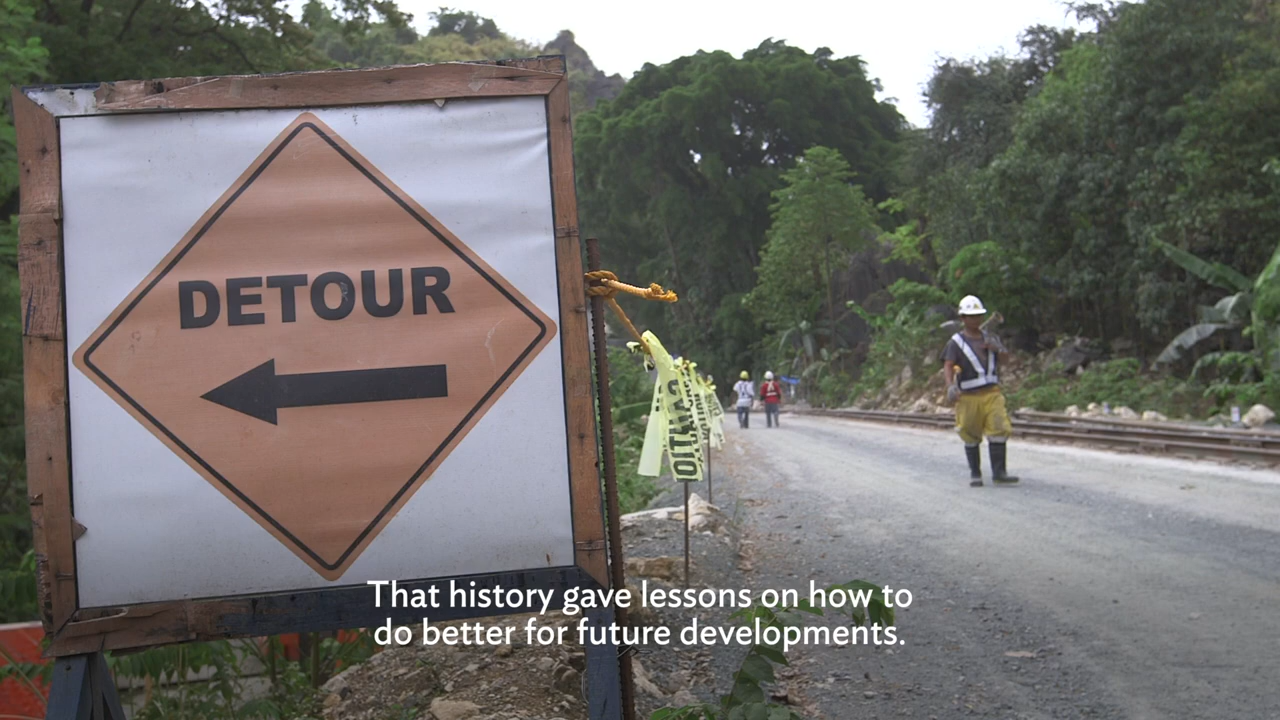 DETOUR
That history gave lessons on how to
do better for future developments.